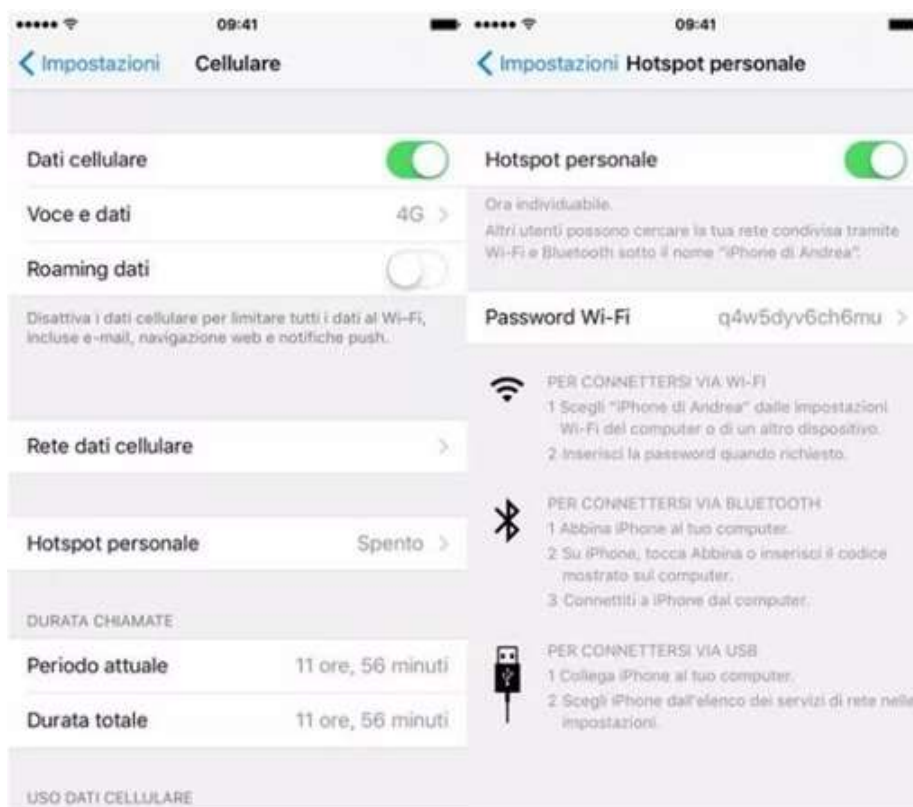 09:41
Impostazioni Cellulare
Dati cellulare
Voce e dati 4G
Roaming dati
Disattiva i dati cellulare per limitare tutti i dati al Wi-Fi,
incluse e-mail, navigazione web e notifiche push.
Rete dati cellulare
Hotspot personale Spento
DURATA CHIAMATE
Periodo attuale 11 ore, 56 minuti
Durata totale 11 ore, 56 minuti
USO DATI CELLULARE
09:41
Impostazioni Hotspot personale
Hotspot personale
Ora individuabile.
Altri utenti possono cercare la tua rete condivisa tramite
Wi-Fi e Bluetooth sotto il nome "iPhone di Andrea".
Password Wi-Fi q4w5dyv6ch6mu
PER CONNETTERSI VIA WI-FI
1 Scegli "iPhone di Andrea" dalle impostazioni
Wi-Fi del computer o di un altro dispositivo.
2 Inserisci la password quando richiesto.
PER CONNETTERSI VIA BLUETOOTH
1 Abbina iPhone al tuo computer.
2 Su iPhone, tocca Abbina o inserisci il codice
mostrato sul computer.
3 Connettiti a iPhone dal computer.
PER CONNETTERSI VIA USB
1 Collega iPhone al tuo computer.
2 Scegli iPhone dall'elenco dei servizi di rete nelle
impostazioni.